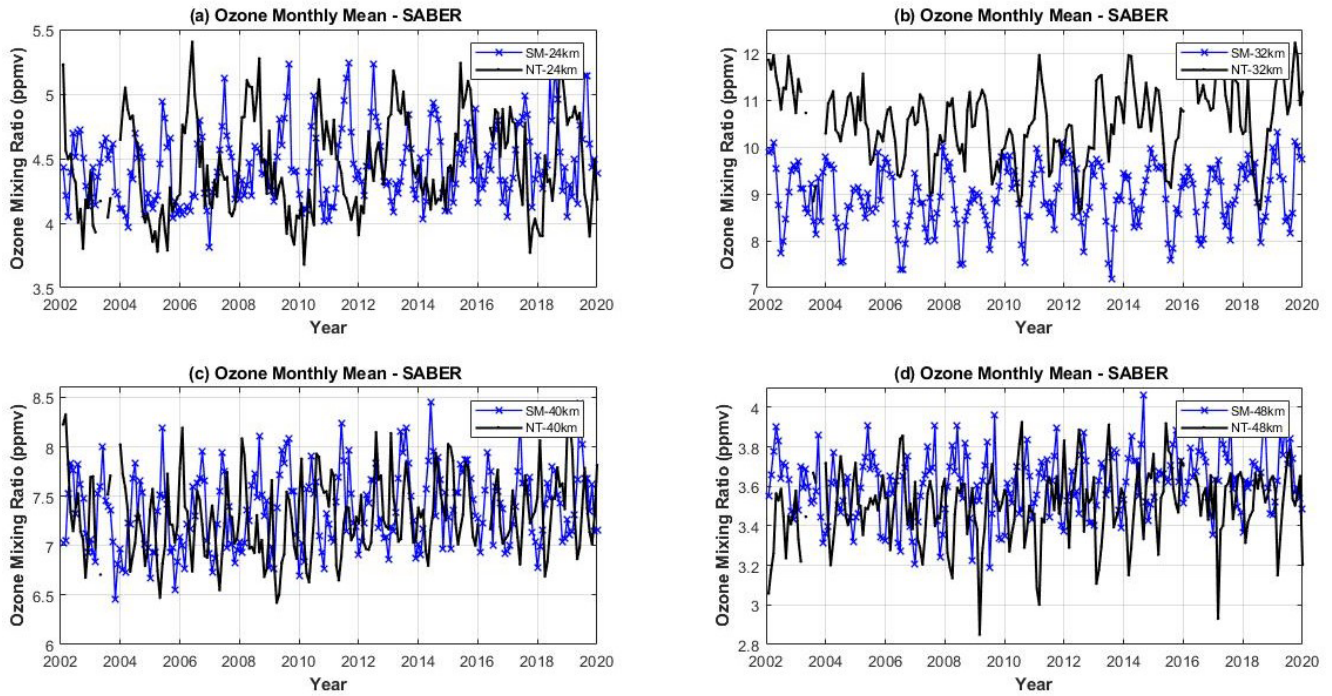 (a) Ozone Monthly Mean - SABER
Ozone Mixing Ratio (ppmv)
5.5
5
4.5
4
3.5
SM-24km
NT-24km
2002 2004 2006 2008 2010 2012 2014 2016 2018 2020
Year
(b) Ozone Monthly Mean - SABER
Ozone Mixing Ratio (ppmv)
12
11
10
9
8
7
SM-32km
NT-32km
2002 2004 2006 2008 2010 2012 2014 2016 2018 2020
Year
(c) Ozone Monthly Mean - SABER
Ozone Mixing Ratio (ppmv)
8.5
8
7.5
7
6.5
6
SM-40km
NT-40km
2002 2004 2006 2008 2010 2012 2014 2016 2018 2020
Year
(d) Ozone Monthly Mean - SABER
Ozone Mixing Ratio (ppmv)
4
3.8
3.6
3.4
3.2
3
2.8
SM-48km
NT-48km
2002 2004 2006 2008 2010 2012 2014 2016 2018 2020
Year